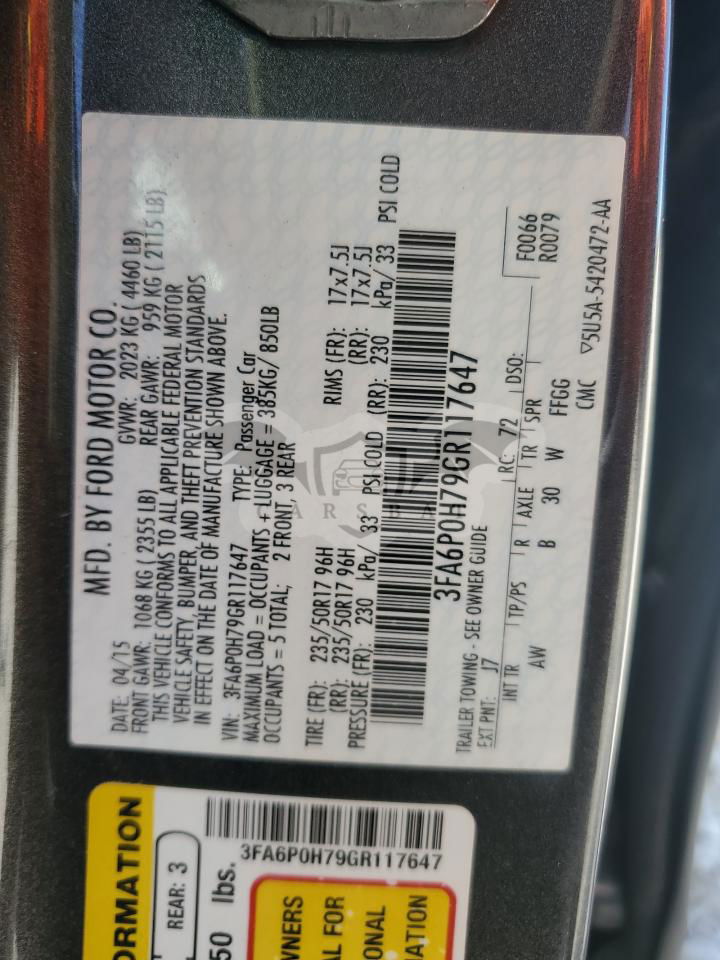 MFD. BY FORD MOTOR CO.
DATE: 04/15 GVWR: 2023 KG ( 4460 LB)
FRONT GAWR: 1068 KG ( 2355 LB) REAR GAWR: 959 KG ( 2115 LB)
THIS VEHICLE CONFORMS TO ALL APPLICABLE FEDERAL MOTOR
VEHICLE SAFETY, BUMPER, AND THEFT PREVENTION STANDARDS
IN EFFECT ON THE DATE OF MANUFACTURE SHOWN ABOVE.
VIN: 3FA6P0H79GR117647 TYPE: Passenger Car
MAXIMUM LOAD = OCCUPANTS + LUGGAGE = 385KG/ 850LB
OCCUPANTS = 5 TOTAL; 2 FRONT, 3 REAR
TIRE (FR): 235/50R17 96H RIMS (FR): 17x7.5J
(RR): 235/50R17 96H (RR): 17x7.5J
PRESSURE (FR): 230 kPa/ 33 PSI COLD (RR): 230 kPa/ 33 PSI COLD
3FA6P0H79GR117647
TRAILER TOWING - SEE OWNER GUIDE
EXT PNT: J7 RC: 72 DSO: F0066
R0079
INT TR TP/PS R AXLE TR SPR
AW B 30 W FFGG
CMC ▽5U5A-5420472-AA
3FA6P0H79GR117647
ORMATION
REAR: 3
50 lbs.
WNERS
AL FOR
IONAL
MATION